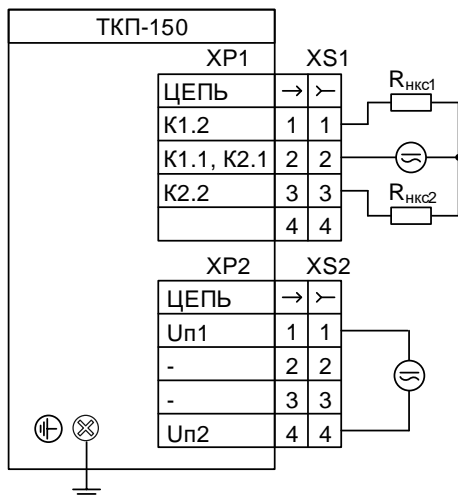 ТКП-150
XP1 XS1
ЦЕПЬ
К1.2 1 1
К1.1, К2.1 2 2
К2.2 3 3
4 4
Rнкс1
Rнкс2
XP2 XS2
ЦЕПЬ
Uп1 1 1
- 2 2
- 3 3
Uп2 4 4